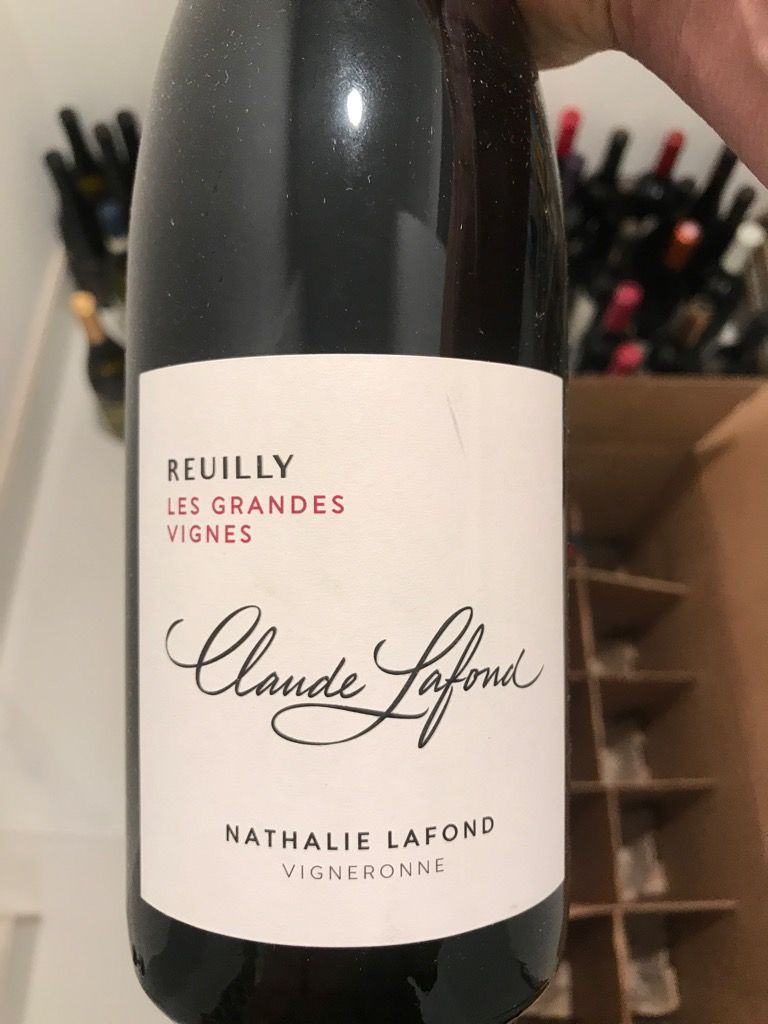 REUILLY
LES GRANDES
VIGNES
Claude Lafond
NATHALIE LAFOND
VIGNERONNE